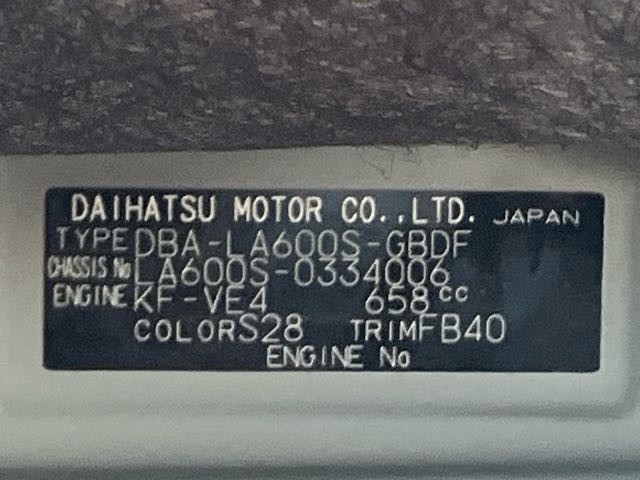 DAIHATSU MOTOR CO.,LTD. JAPAN
TYPE DBA-LA600S-GBDF
CHASSIS No LA600S-0334006
ENGINE KF-VE4 658cc
COLOR S28 TRIM FB40
ENGINE No